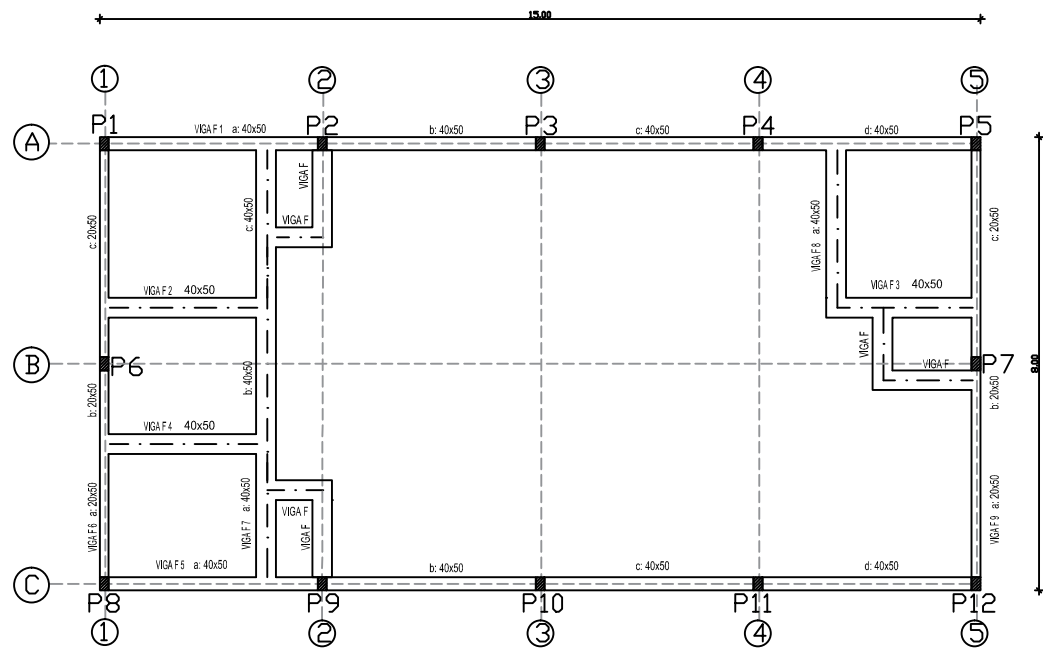 15.00
1 2 3 4 5
P1 VIGA F 1 a: 40x50 P2 b: 40x50 P3 c: 40x50 P4 d: 40x50 P5
A
VIGA F
c: 40x50
c: 20x50
VIGA F
VIGA F 8 a: 40x50
c: 20x50
VIGA F 2 40x50
VIGA F 3 40x50
B
P6
b: 40x50
VIGA F
VIGA F
P7
8.00
b: 20x50
b: 20x50
VIGA F 4 40x50
VIGA F 6 a: 20x50
VIGA F 7 a: 40x50
VIGA F
VIGA F
VIGA F 9 a: 20x50
VIGA F 5 a: 40x50
b: 40x50 c: 40x50 d: 40x50
C
P8 P9 P10 P11 P12
1 2 3 4 5